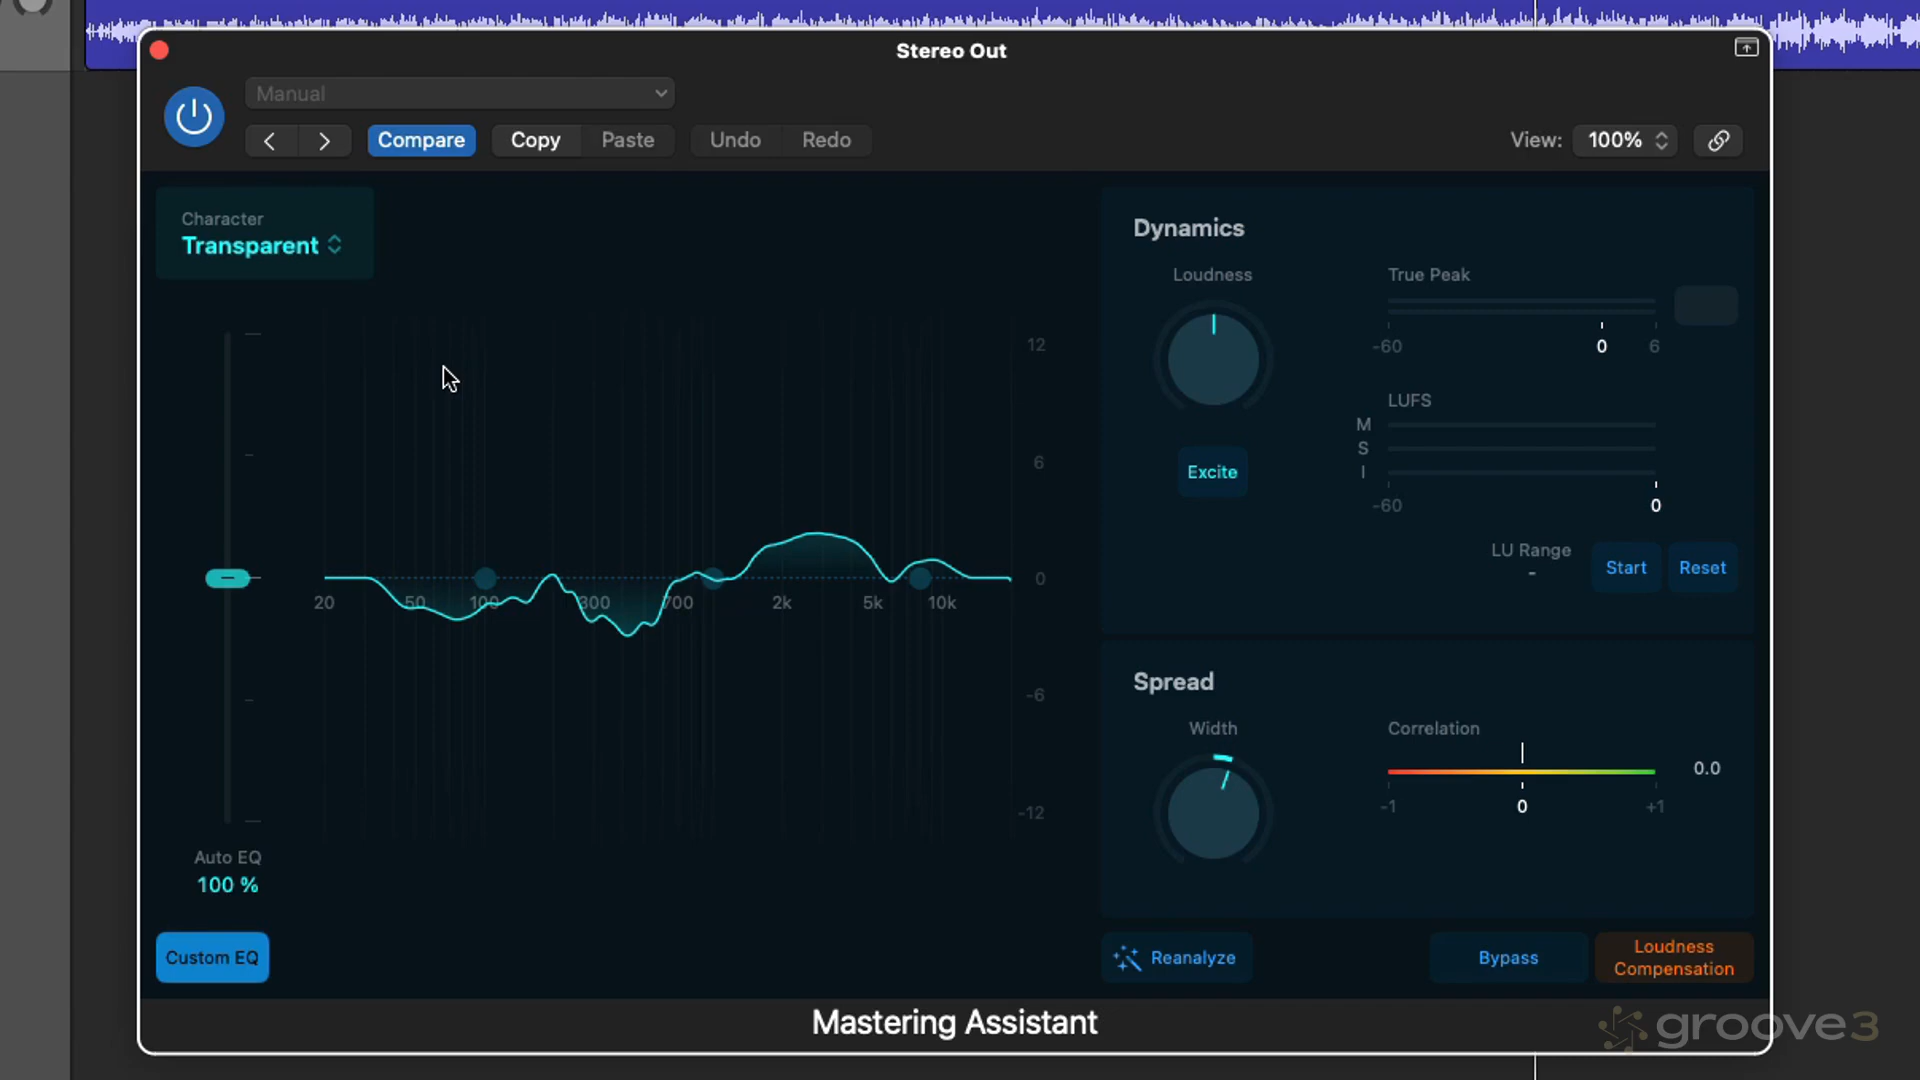 Stereo Out
Manual
Compare Copy Paste Undo Redo View: 100%
Character
Transparent
12
6
0
-6
-12
20 50 100 300 700 2k 5k 10k
Auto EQ
100 %
Custom EQ
Dynamics
Loudness
Excite
True Peak
-60 0 6
LUFS
M
S
I
-60 0
LU Range
-
Start Reset
Spread
Width
Correlation
0.0
-1 0 +1
Reanalyze Bypass
Loudness
Compensation
Mastering Assistant
groove3